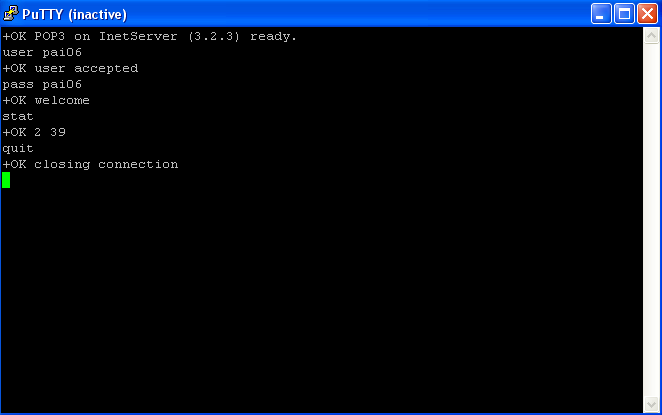 PuTTY (inactive)
+OK POP3 on InetServer (3.2.3) ready.
user pai06
+OK user accepted
pass pai06
+OK welcome
stat
+OK 2 39
quit
+OK closing connection